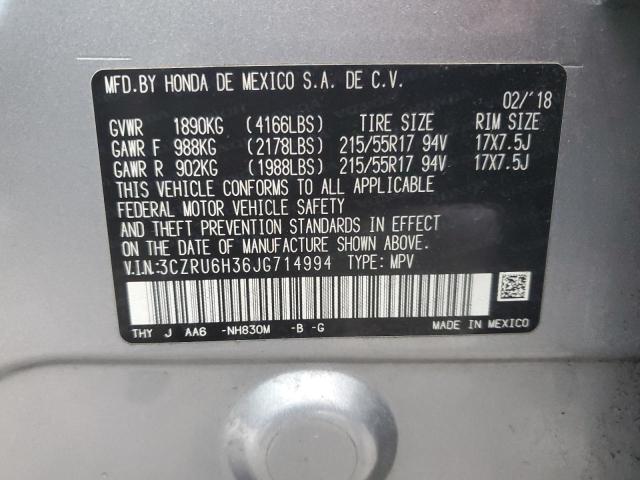 MFD.BY HONDA DE MEXICO S.A. DE C.V.
02/'18
GVWR 1890KG (4166LBS) TIRE SIZE RIM SIZE
GAWR F 988KG (2178LBS) 215/55R17 94V 17X7.5J
GAWR R 902KG (1988LBS) 215/55R17 94V 17X7.5J
THIS VEHICLE CONFORMS TO ALL APPLICABLE
FEDERAL MOTOR VEHICLE SAFETY
AND THEFT PREVENTION STANDARDS IN EFFECT
ON THE DATE OF MANUFACTURE SHOWN ABOVE.
V.I.N:3CZRU6H36JG714994 TYPE: MPV
THY J AA6 -NH830M -B -G MADE IN MEXICO